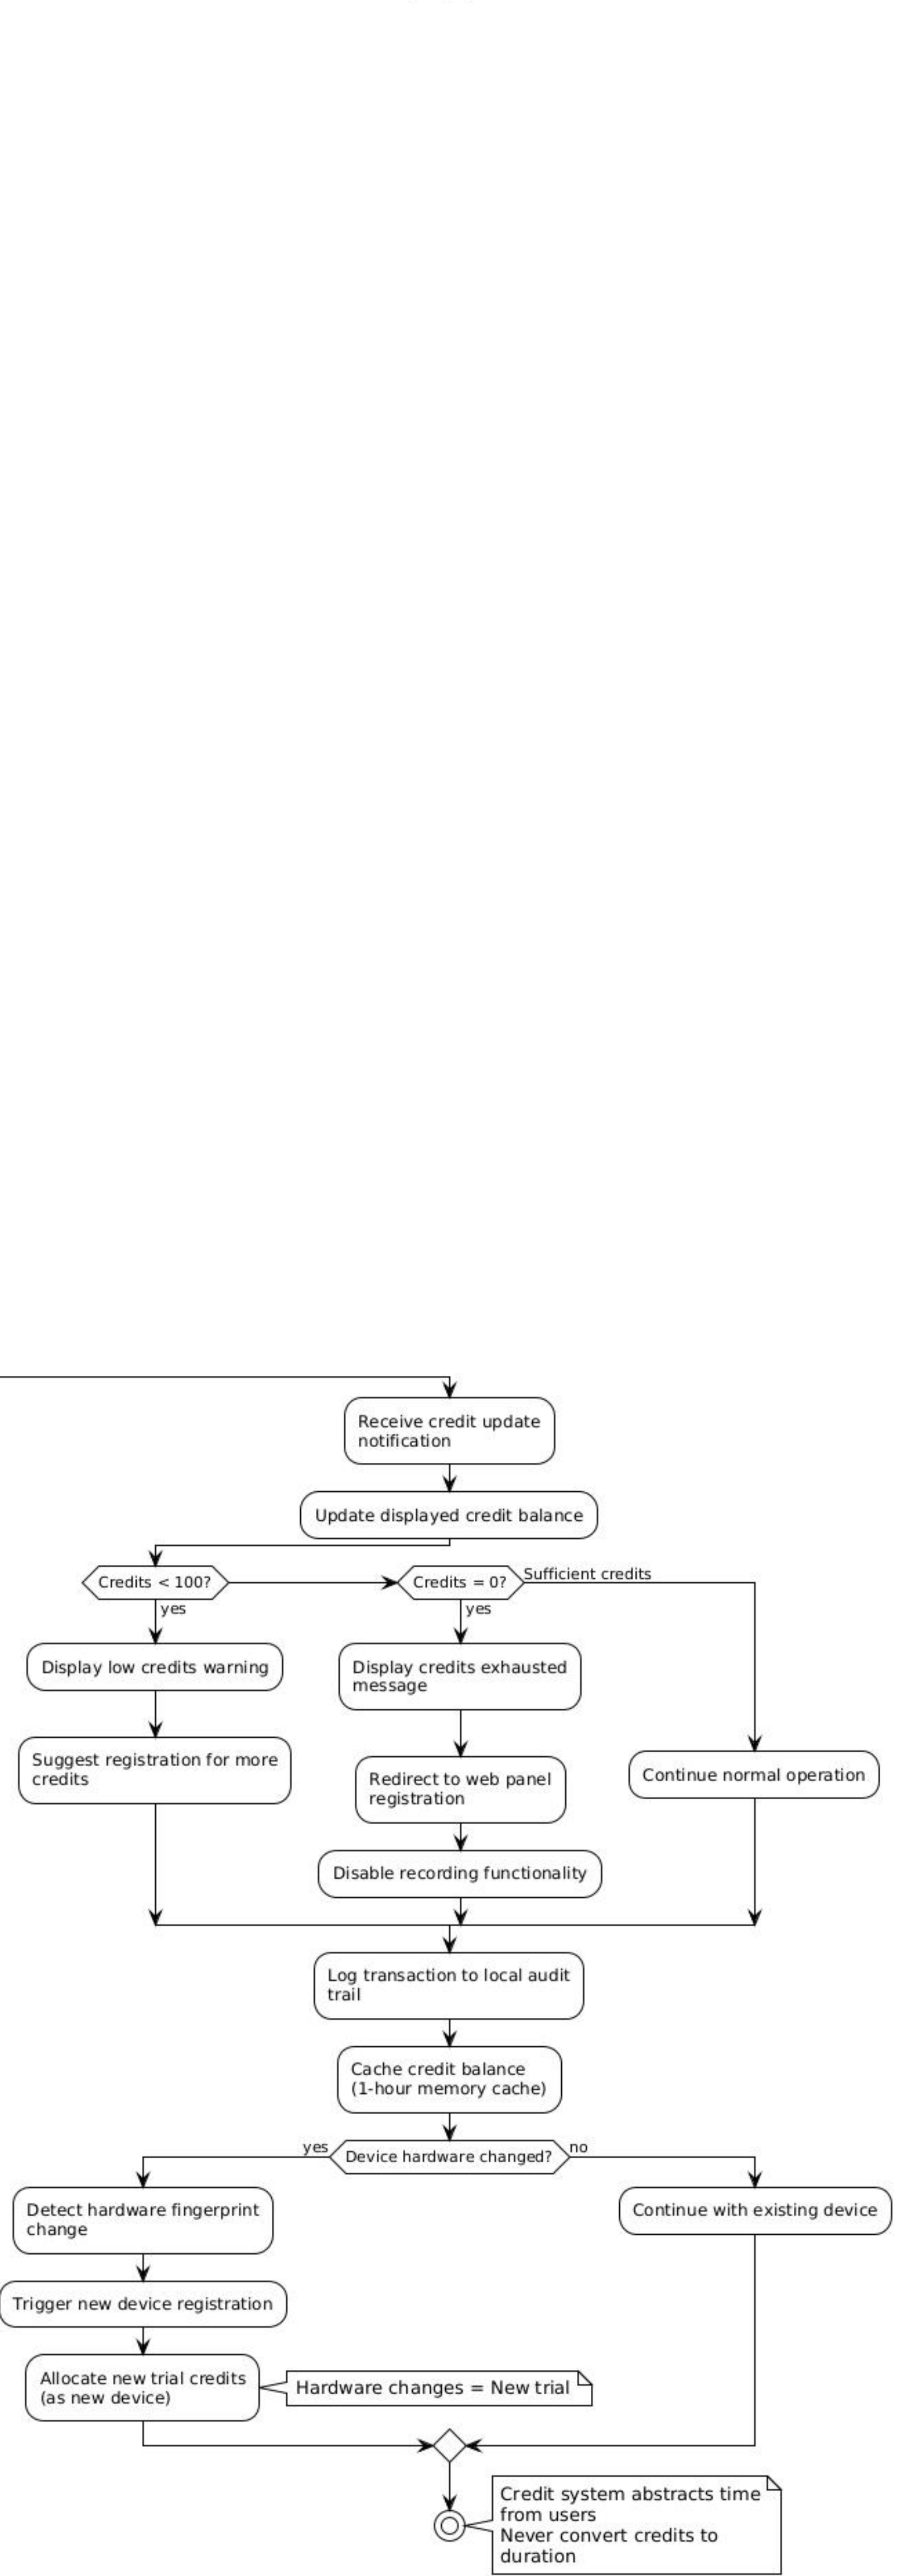 Receive credit update
notification
Update displayed credit balance
Credits < 100?
Credits = 0?
Sufficient credits
yes
yes
Display low credits warning
Display credits exhausted
message
Suggest registration for more
credits
Redirect to web panel
registration
Continue normal operation
Disable recording functionality
Log transaction to local audit
trail
Cache credit balance
(1-hour memory cache)
yes
Device hardware changed?
no
Detect hardware fingerprint
change
Continue with existing device
Trigger new device registration
Allocate new trial credits
(as new device)
Hardware changes = New trial
Credit system abstracts time
from users
Never convert credits to
duration